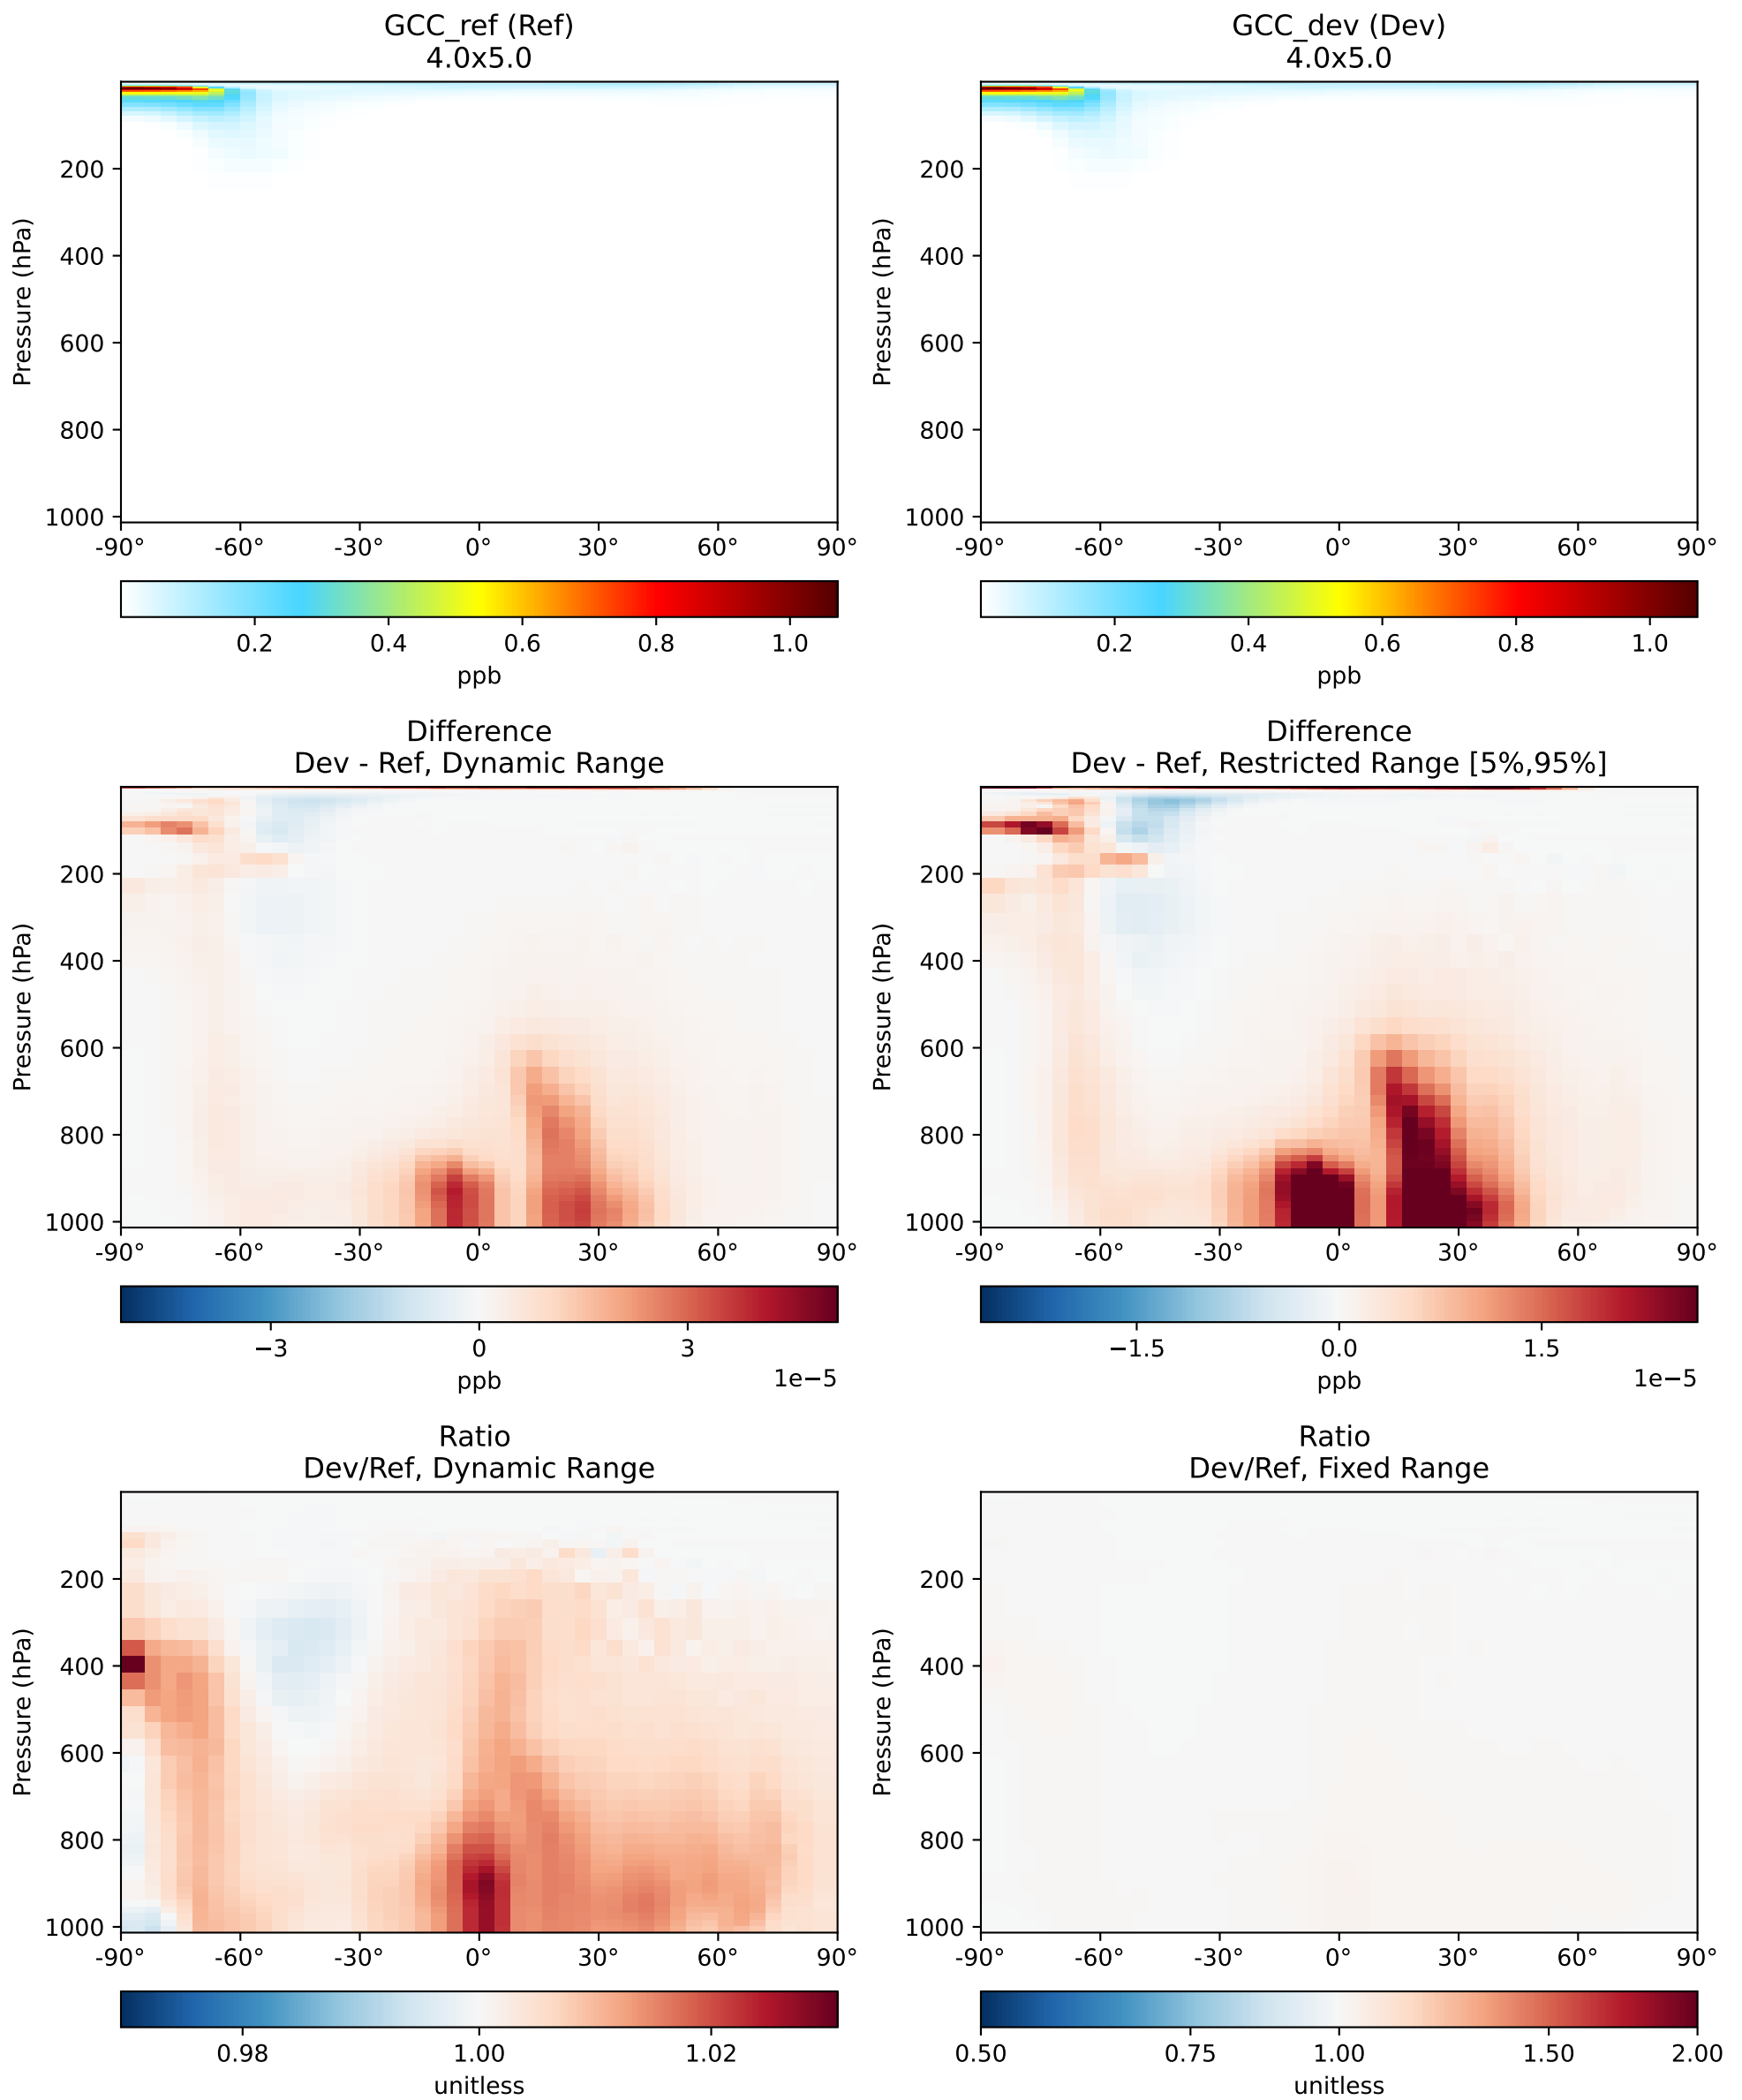 GCC_ref (Ref)
4.0x5.0
Pressure (hPa)
200
400
600
800
1000
-90° -60° -30° 0° 30° 60° 90°
0.2 0.4 0.6 0.8 1.0
ppb
GCC_dev (Dev)
4.0x5.0
Pressure (hPa)
200
400
600
800
1000
-90° -60° -30° 0° 30° 60° 90°
0.2 0.4 0.6 0.8 1.0
ppb
Difference
Dev - Ref, Dynamic Range
Pressure (hPa)
200
400
600
800
1000
-90° -60° -30° 0° 30° 60° 90°
−3 0 3
1e−5
ppb
Difference
Dev - Ref, Restricted Range [5%,95%]
Pressure (hPa)
200
400
600
800
1000
-90° -60° -30° 0° 30° 60° 90°
−1.5 0.0 1.5
1e−5
ppb
Ratio
Dev/Ref, Dynamic Range
Pressure (hPa)
200
400
600
800
1000
-90° -60° -30° 0° 30° 60° 90°
0.98 1.00 1.02
unitless
Ratio
Dev/Ref, Fixed Range
Pressure (hPa)
200
400
600
800
1000
-90° -60° -30° 0° 30° 60° 90°
0.50 0.75 1.00 1.50 2.00
unitless